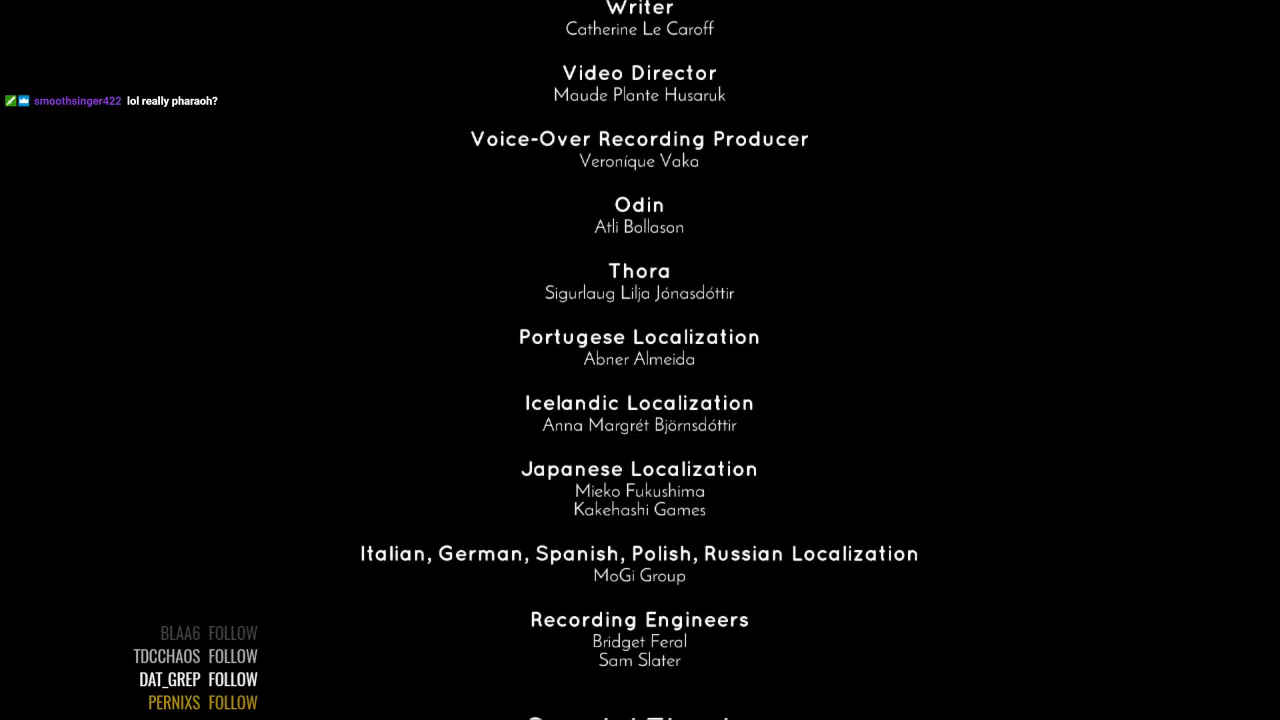 Writer
Catherine Le Caroff
smoothsinger422 lol really pharaoh?
Video Director
Maude Plante Husaruk
Voice-Over Recording Producer
Veronique Vaka
Odin
Atli Bollason
Thora
Sigurlaug Lilja Jónasdóttir
Portugese Localization
Abner Almeida
Icelandic Localization
Anna Margrét Björnsdóttir
Japanese Localization
Mieko Fukushima
Kakehashi Games
Italian, German, Spanish, Polish, Russian Localization
MoGi Group
Recording Engineers
Bridget Feral
Sam Slater
BLAA6 FOLLOW
TDCCHAOS FOLLOW
DAT_GREP FOLLOW
PERNIXS FOLLOW